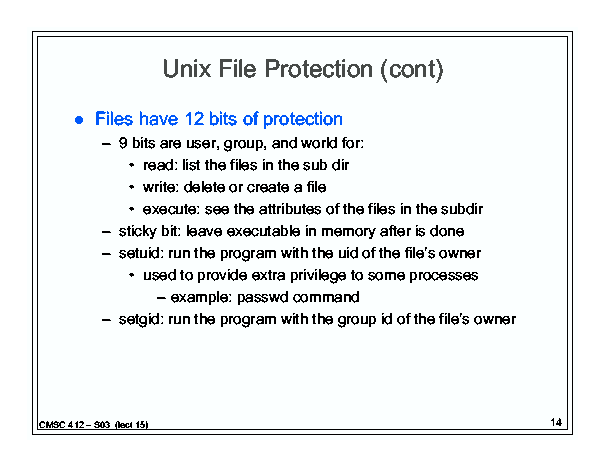 Unix File Protection (cont)
● Files have 12 bits of protection
– 9 bits are user, group, and world for:
• read: list the files in the sub dir
• write: delete or create a file
• execute: see the attributes of the files in the subdir
– sticky bit: leave executable in memory after is done
– setuid: run the program with the uid of the file's owner
• used to provide extra privilege to some processes
– example: passwd command
– setgid: run the program with the group id of the file's owner
CMSC 412 – S03 (lect 15)
14